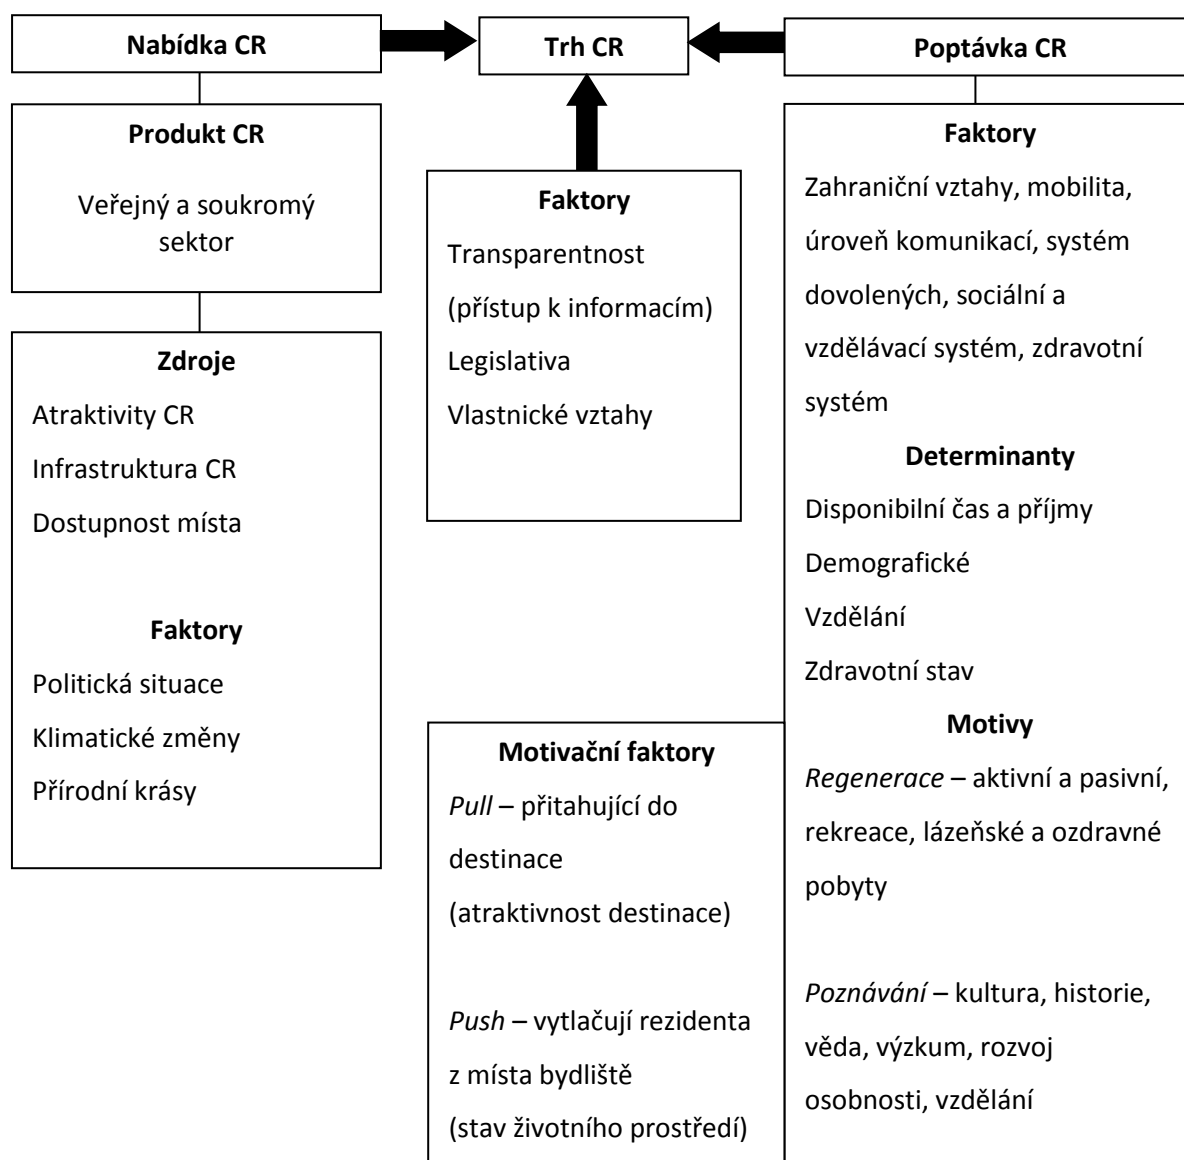 Nabídka CR
Trh CR
Poptávka CR
Produkt CR
Veřejný a soukromý
sektor
Zdroje
Atraktivity CR
Infrastruktura CR
Dostupnost místa
Faktory
Politická situace
Klimatické změny
Přírodní krásy
Faktory
Transparentnost
(přístup k informacím)
Legislativa
Vlastnické vztahy
Motivační faktory
Pull – přitahující do
destinace
(atraktivnost destinace)
Push – vytlačují rezidenta
z místa bydliště
(stav životního prostředí)
Faktory
Zahraniční vztahy, mobilita,
úroveň komunikací, systém
dovolených, sociální a
vzdělávací systém, zdravotní
systém
Determinanty
Disponibilní čas a příjmy
Demografické
Vzdělání
Zdravotní stav
Motivy
Regenerace – aktivní a pasivní,
rekreace, lázeňské a ozdravné
pobyty
Poznávání – kultura, historie,
věda, výzkum, rozvoj
osobnosti, vzdělání